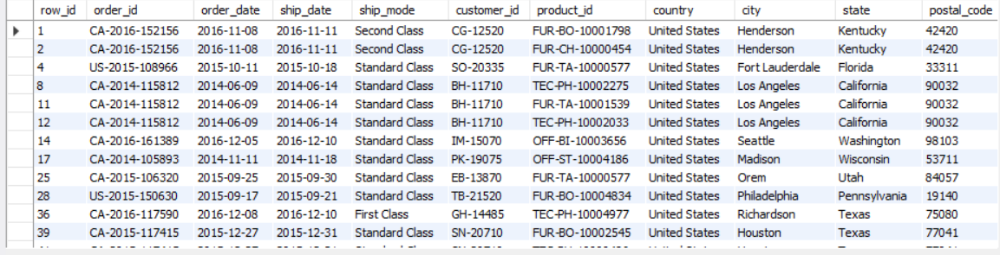 row_id order_id order_date ship_date ship_mode customer_id product_id country city state postal_code
1 CA-2016-152156 2016-11-08 2016-11-11 Second Class CG-12520 FUR-BO-10001798 United States Henderson Kentucky 42420
2 CA-2016-152156 2016-11-08 2016-11-11 Second Class CG-12520 FUR-CH-10000454 United States Henderson Kentucky 42420
4 US-2015-108966 2015-10-11 2015-10-18 Standard Class SO-20335 FUR-TA-10000577 United States Fort Lauderdale Florida 33311
8 CA-2014-115812 2014-06-09 2014-06-14 Standard Class BH-11710 TEC-PH-10002275 United States Los Angeles California 90032
11 CA-2014-115812 2014-06-09 2014-06-14 Standard Class BH-11710 FUR-TA-10001539 United States Los Angeles California 90032
12 CA-2014-115812 2014-06-09 2014-06-14 Standard Class BH-11710 TEC-PH-10002033 United States Los Angeles California 90032
14 CA-2016-161389 2016-12-05 2016-12-10 Standard Class IM-15070 OFF-BI-10003656 United States Seattle Washington 98103
17 CA-2014-105893 2014-11-11 2014-11-18 Standard Class PK-19075 OFF-ST-10004186 United States Madison Wisconsin 53711
25 CA-2015-106320 2015-09-25 2015-09-30 Standard Class EB-13870 FUR-TA-10000577 United States Orem Utah 84057
28 US-2015-150630 2015-09-17 2015-09-21 Standard Class TB-21520 FUR-BO-10004834 United States Philadelphia Pennsylvania 19140
36 CA-2016-117590 2016-12-08 2016-12-10 First Class GH-14485 TEC-PH-10004977 United States Richardson Texas 75080
39 CA-2015-117415 2015-12-27 2015-12-31 Standard Class SN-20710 FUR-BO-10002545 United States Houston Texas 77041